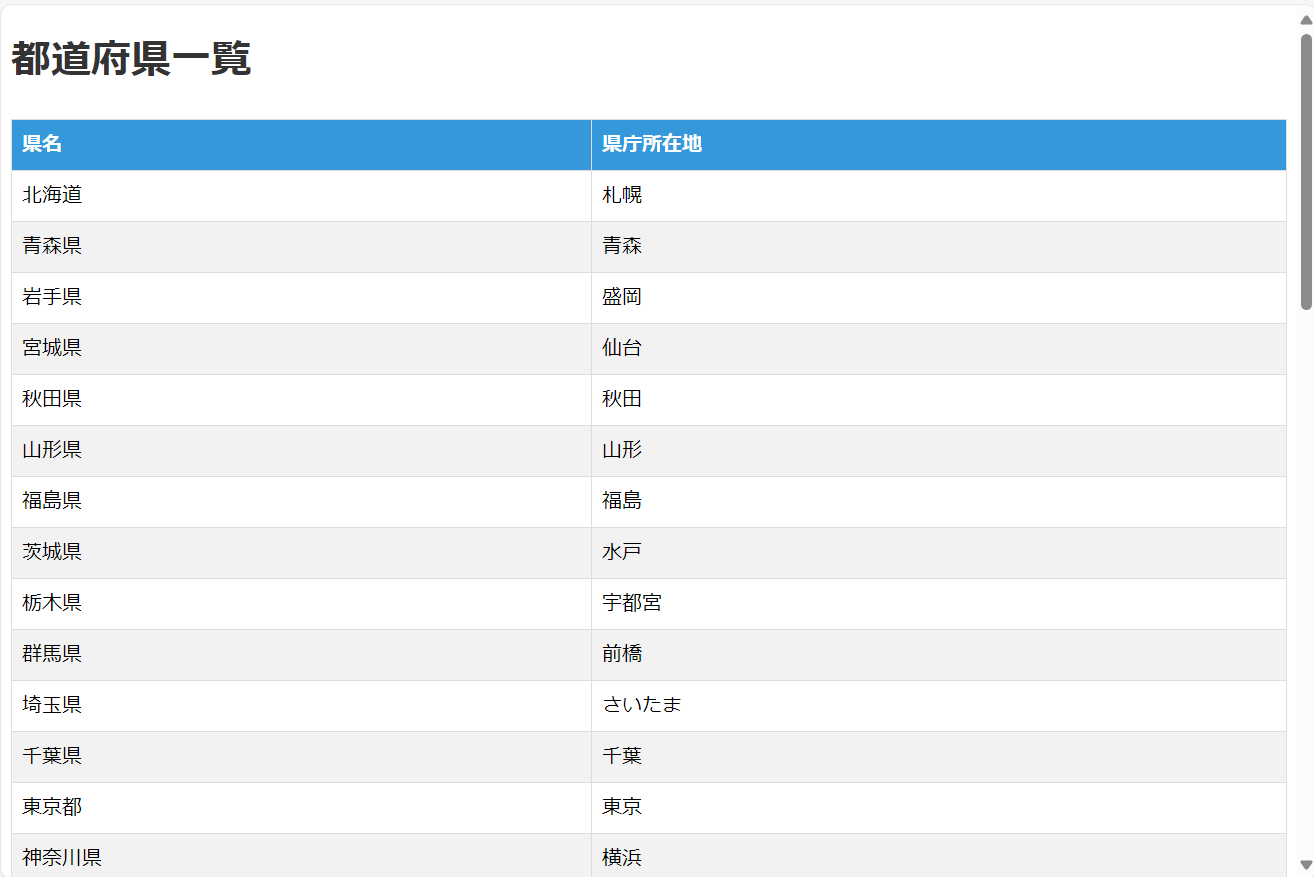 都道府県一覧
県名 県庁所在地
北海道 札幌
青森県 青森
岩手県 盛岡
宮城県 仙台
秋田県 秋田
山形県 山形
福島県 福島
茨城県 水戸
栃木県 宇都宮
群馬県 前橋
埼玉県 さいたま
千葉県 千葉
東京都 東京
神奈川県 横浜